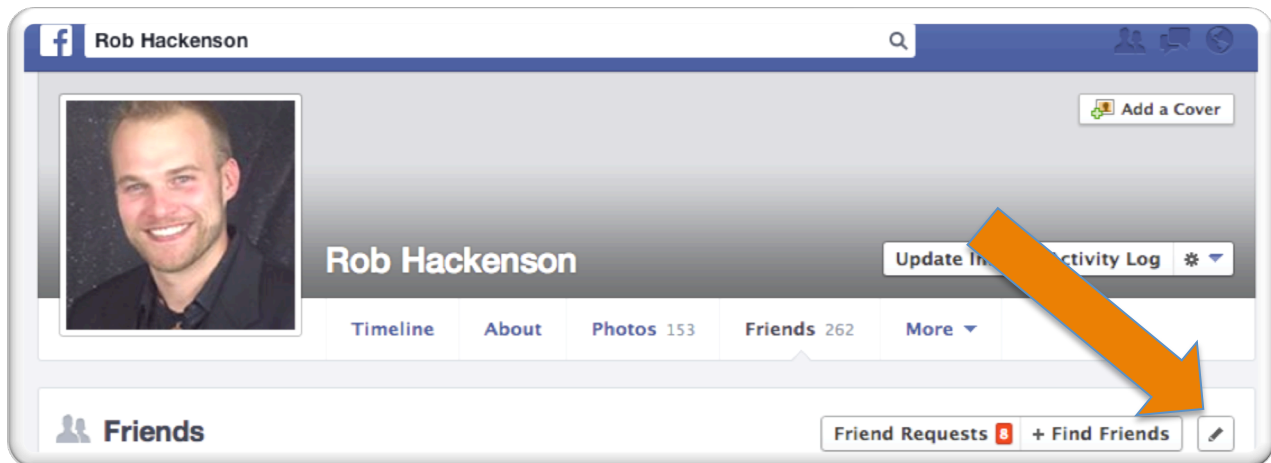 f Rob Hackenson
Add a Cover
Rob Hackenson
Update In ctivity Log
Timeline About Photos 153 Friends 262 More
Friends Friend Requests 8 + Find Friends